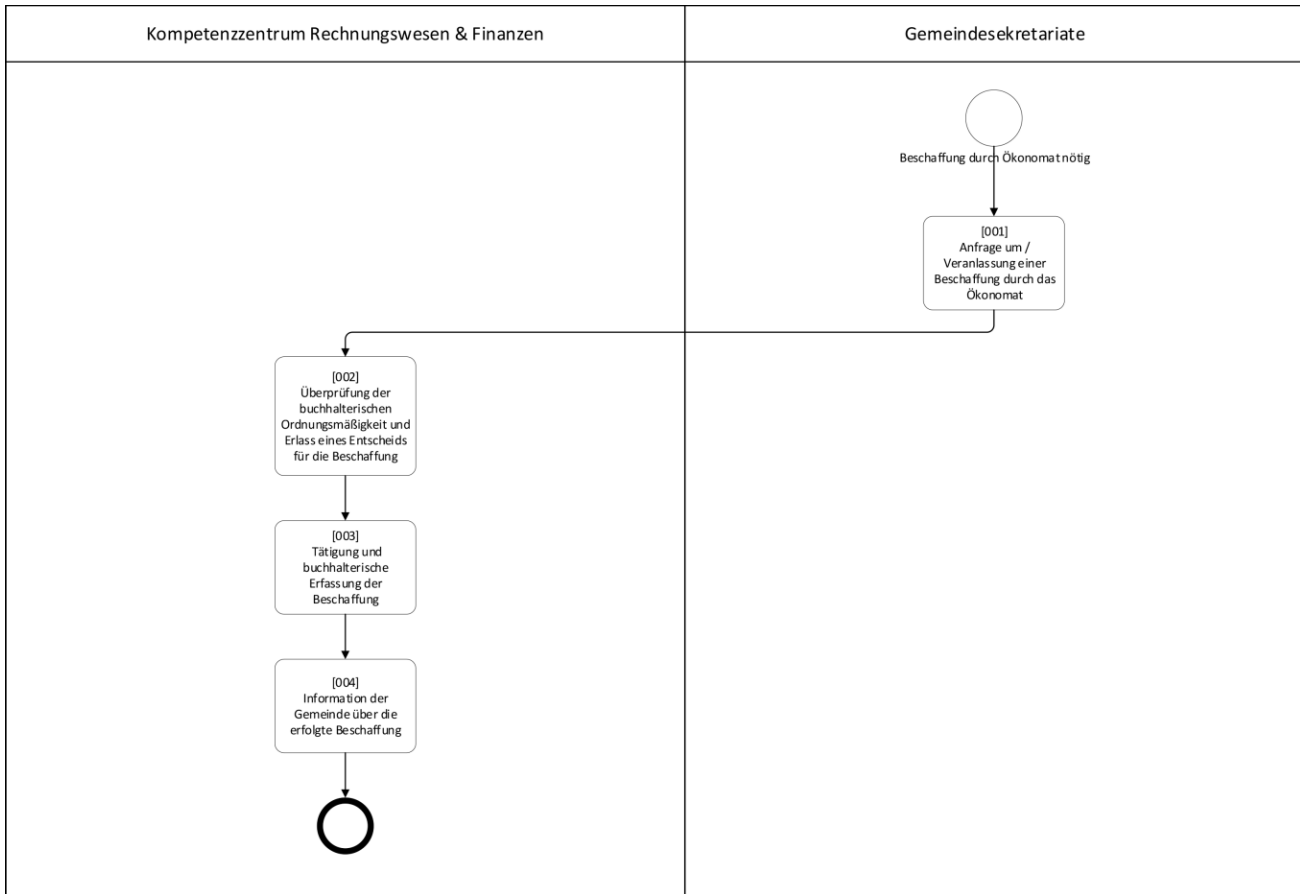 Kompetenzzentrum Rechnungswesen & Finanzen
Gemeindesekretariate
Beschaffung durch Ökonomat nötig
[001]
Anfrage um /
Veranlassung einer
Beschaffung durch das
Ökonomat
[002]
Überprüfung der
buchhalterischen
Ordnungsmäßigkeit und
Erlass eines Entscheids
für die Beschaffung
[003]
Tätigung und
buchhalterische
Erfassung der
Beschaffung
[004]
Information der
Gemeinde über die
erfolgte Beschaffung